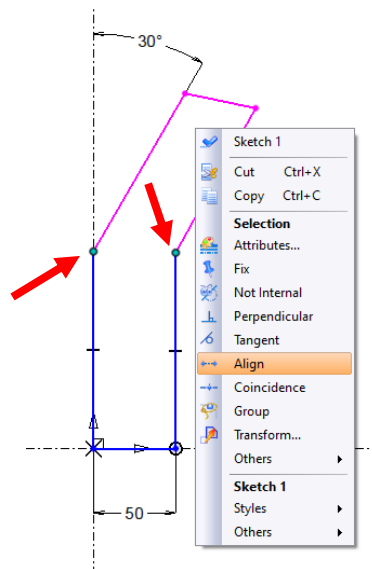 30°
Sketch 1
Cut Ctrl+X
Copy Ctrl+C
Selection
Attributes...
Fix
Not Internal
Perpendicular
Tangent
Align
Coincidence
Group
Transform...
Others
Sketch 1
Styles
Others
50